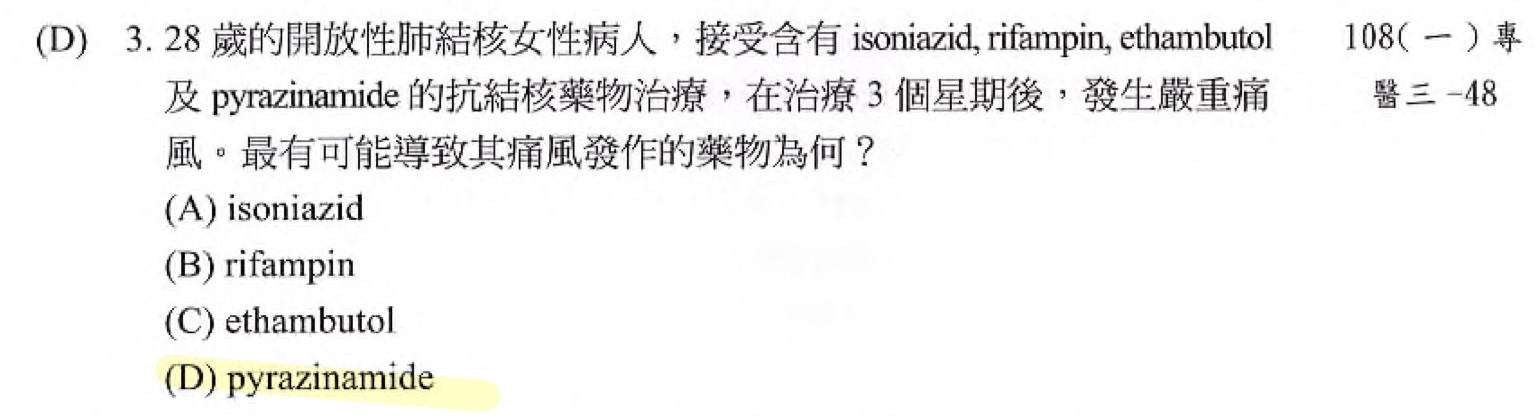 (D) 3. 28 歲的開放性肺結核女性病人，接受含有 isoniazid, rifampin, ethambutol 108(一)專
及 pyrazinamide 的抗結核藥物治療，在治療 3 個星期後，發生嚴重痛 醫三-48
風。最有可能導致其痛風發作的藥物為何？
(A) isoniazid
(B) rifampin
(C) ethambutol
(D) pyrazinamide